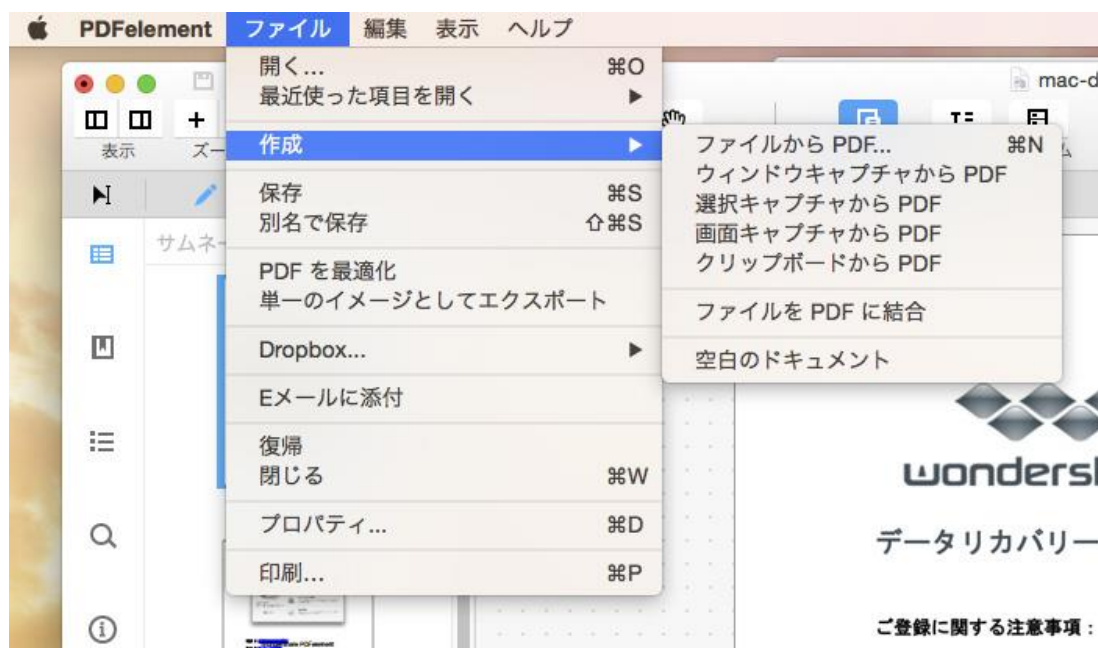 PDFelement ファイル 編集 表示 ヘルプ
mac-d
表示 ズー
サムネー
開く... ⌘O
最近使った項目を開く ▶
作成 ▶
保存 ⌘S
別名で保存 ⇧⌘S
PDF を最適化
単一のイメージとしてエクスポート
Dropbox... ▶
Eメールに添付
復帰
閉じる ⌘W
プロパティ... ⌘D
印刷... ⌘P
ファイルから PDF... ⌘N
ウィンドウキャプチャから PDF
選択キャプチャから PDF
画面キャプチャから PDF
クリップボードから PDF
ファイルを PDF に結合
空白のドキュメント
wondersh
データリカバリー
ご登録に関する注意事項：